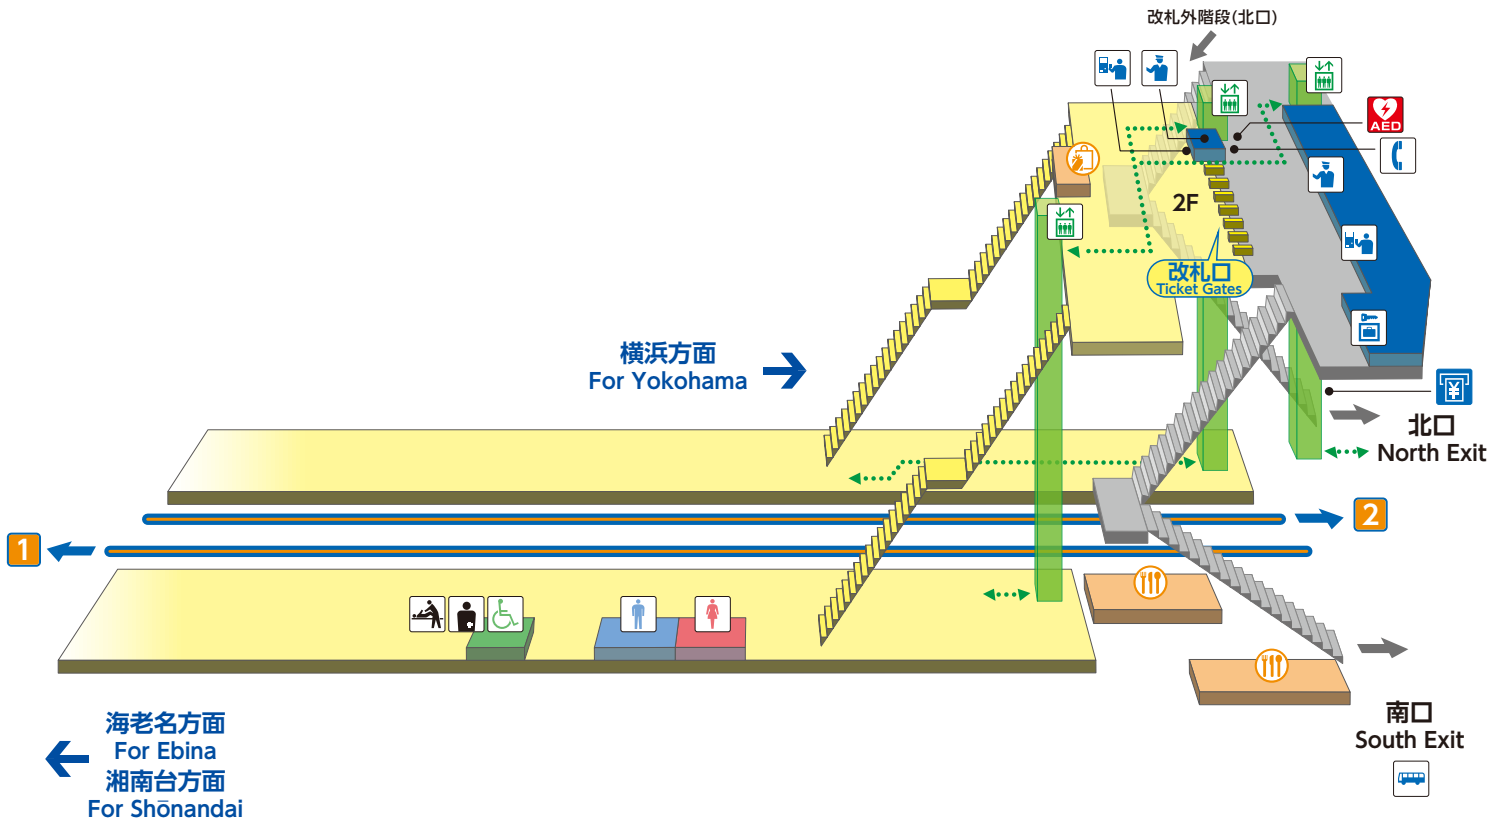 改札外階段(北口)
AED
2F
改札口
Ticket Gates
横浜方面
For Yokohama
¥
北口
North Exit
2
1
南口
South Exit
海老名方面
For Ebina
湘南台方面
For Shōnandai